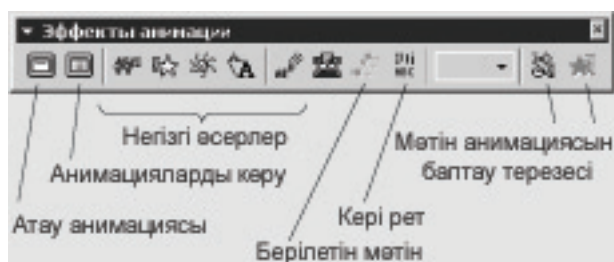 Эффекты анимации
Негізгі әсерлер
Мәтін анимациясын
баптау терезесі
Анимацияларды көру
Кері рет
Атау анимациясы
Берілетін мәтін